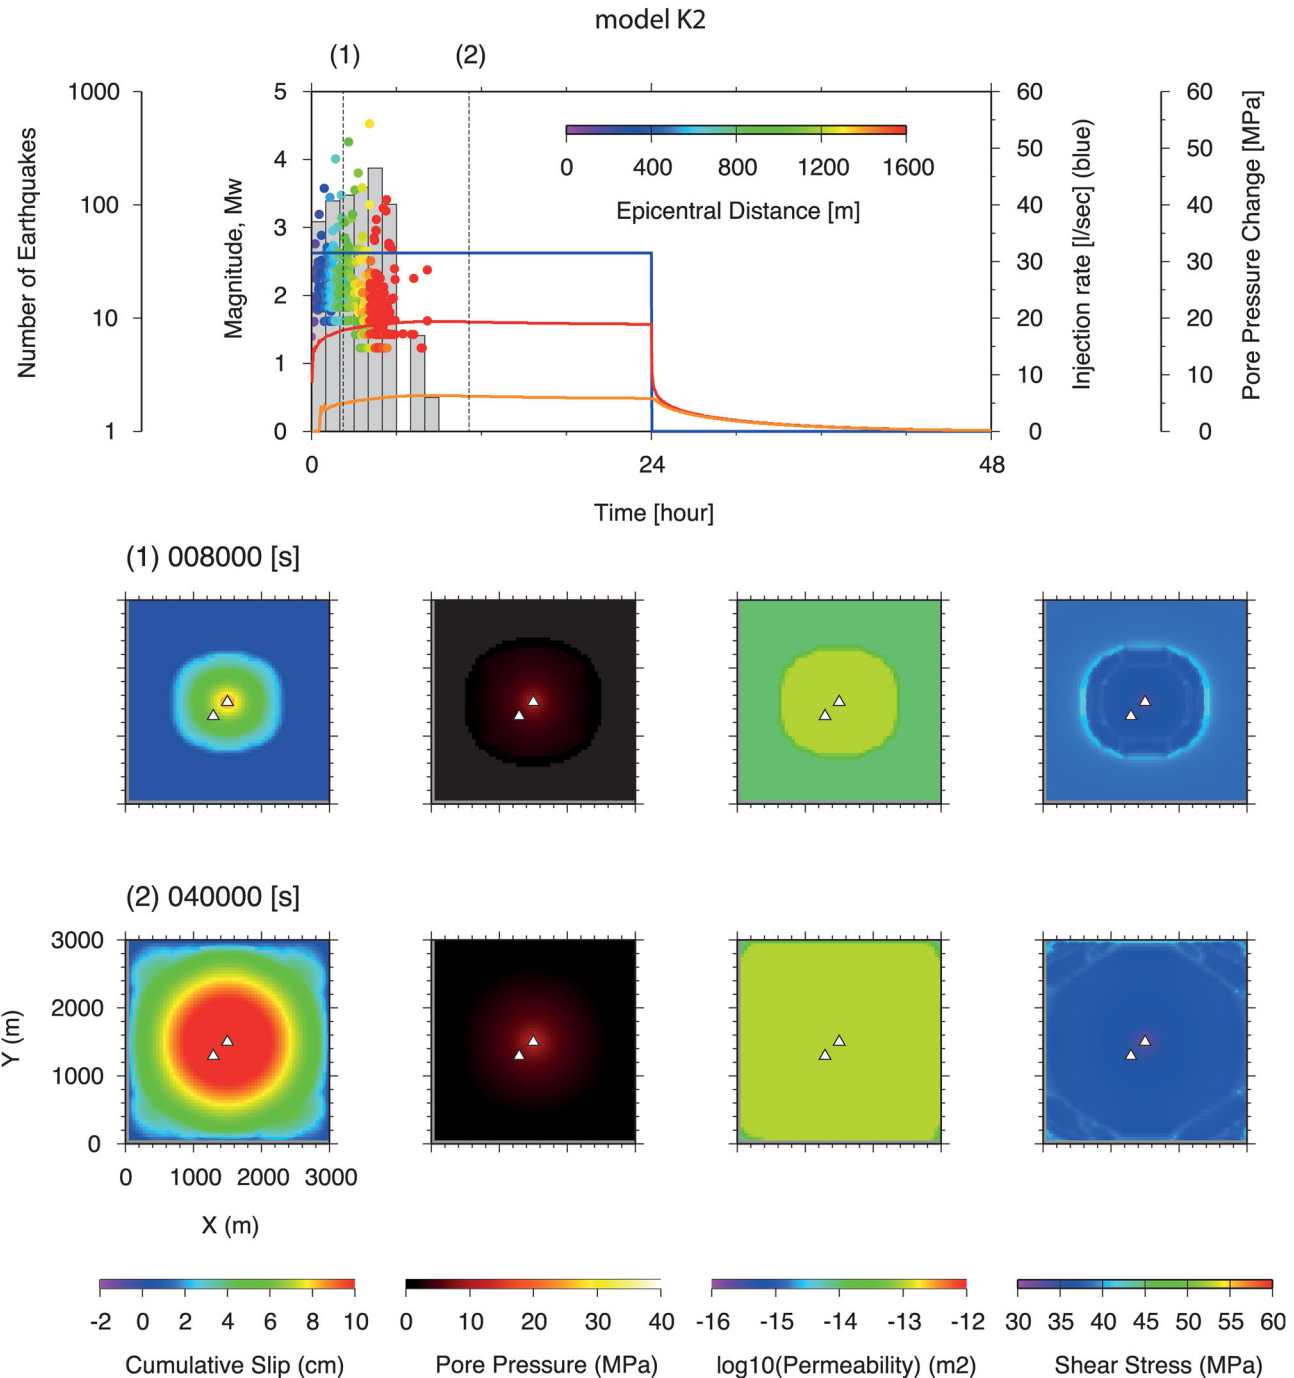 model K2
(1) (2)
1000 5 60 60
100 4 50 50
10 3 40 40
1 2 30 30
1 20 20
0 10 10
0 0
0 24 48
Number of Earthquakes
Magnitude, Mw
0 400 800 1200 1600
Epicentral Distance [m]
Injection rate [l/sec] (blue)
Pore Pressure Change [MPa]
Time [hour]
(1) 008000 [s]
(2) 040000 [s]
3000
2000
1000
0
Y (m)
0 1000 2000 3000
X (m)
-2 0 2 4 6 8 10
Cumulative Slip (cm)
0 10 20 30 40
Pore Pressure (MPa)
-16 -15 -14 -13 -12
log10(Permeability) (m2)
30 35 40 45 50 55 60
Shear Stress (MPa)